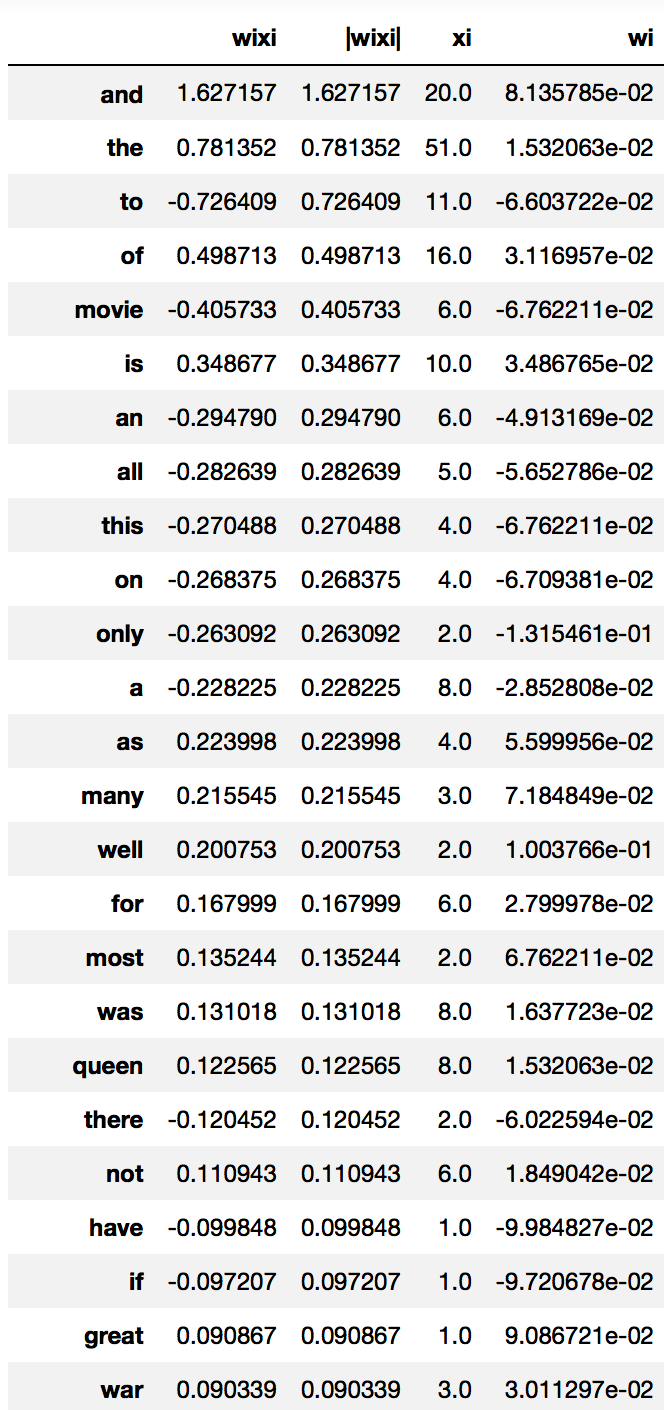 wixi |wixi| xi wi
and 1.627157 1.627157 20.0 8.135785e-02
the 0.781352 0.781352 51.0 1.532063e-02
to -0.726409 0.726409 11.0 -6.603722e-02
of 0.498713 0.498713 16.0 3.116957e-02
movie -0.405733 0.405733 6.0 -6.762211e-02
is 0.348677 0.348677 10.0 3.486765e-02
an -0.294790 0.294790 6.0 -4.913169e-02
all -0.282639 0.282639 5.0 -5.652786e-02
this -0.270488 0.270488 4.0 -6.762211e-02
on -0.268375 0.268375 4.0 -6.709381e-02
only -0.263092 0.263092 2.0 -1.315461e-01
a -0.228225 0.228225 8.0 -2.852808e-02
as 0.223998 0.223998 4.0 5.599956e-02
many 0.215545 0.215545 3.0 7.184849e-02
well 0.200753 0.200753 2.0 1.003766e-01
for 0.167999 0.167999 6.0 2.799978e-02
most 0.135244 0.135244 2.0 6.762211e-02
was 0.131018 0.131018 8.0 1.637723e-02
queen 0.122565 0.122565 8.0 1.532063e-02
there -0.120452 0.120452 2.0 -6.022594e-02
not 0.110943 0.110943 6.0 1.849042e-02
have -0.099848 0.099848 1.0 -9.984827e-02
if -0.097207 0.097207 1.0 -9.720678e-02
great 0.090867 0.090867 1.0 9.086721e-02
war 0.090339 0.090339 3.0 3.011297e-02